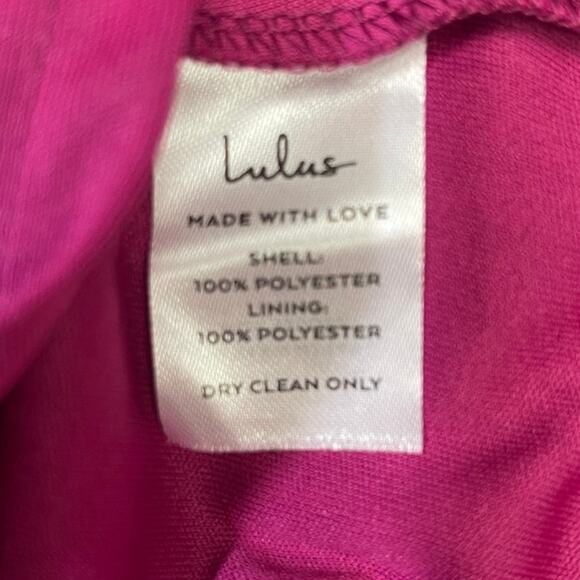 Lulus
MADE WITH LOVE
SHELL:
100% POLYESTER
LINING:
100% POLYESTER
DRY CLEAN ONLY